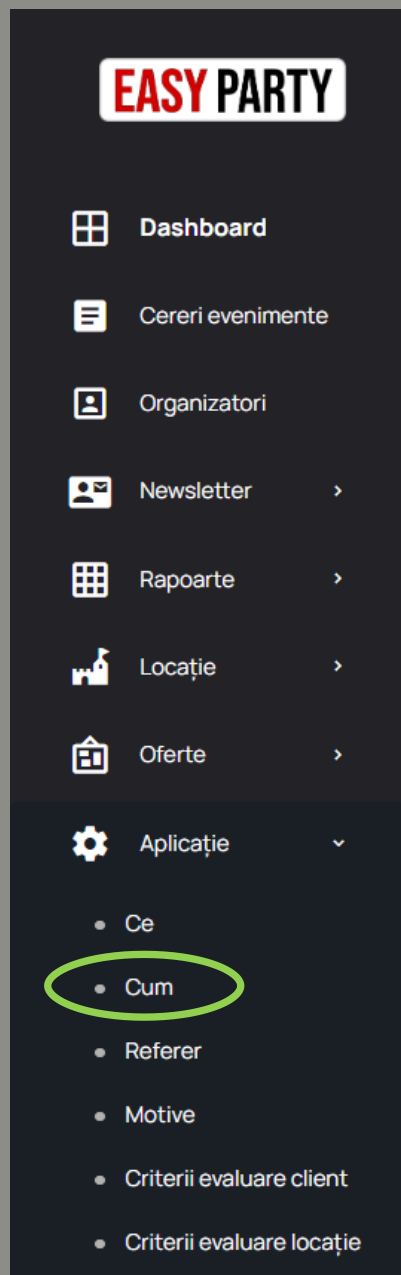 EASY PARTY
Dashboard
Cereri evenimente
Organizatori
Newsletter
Rapoarte
Locație
Oferte
Aplicație
Ce
Cum
Referer
Motive
Criterii evaluare client
Criterii evaluare locație